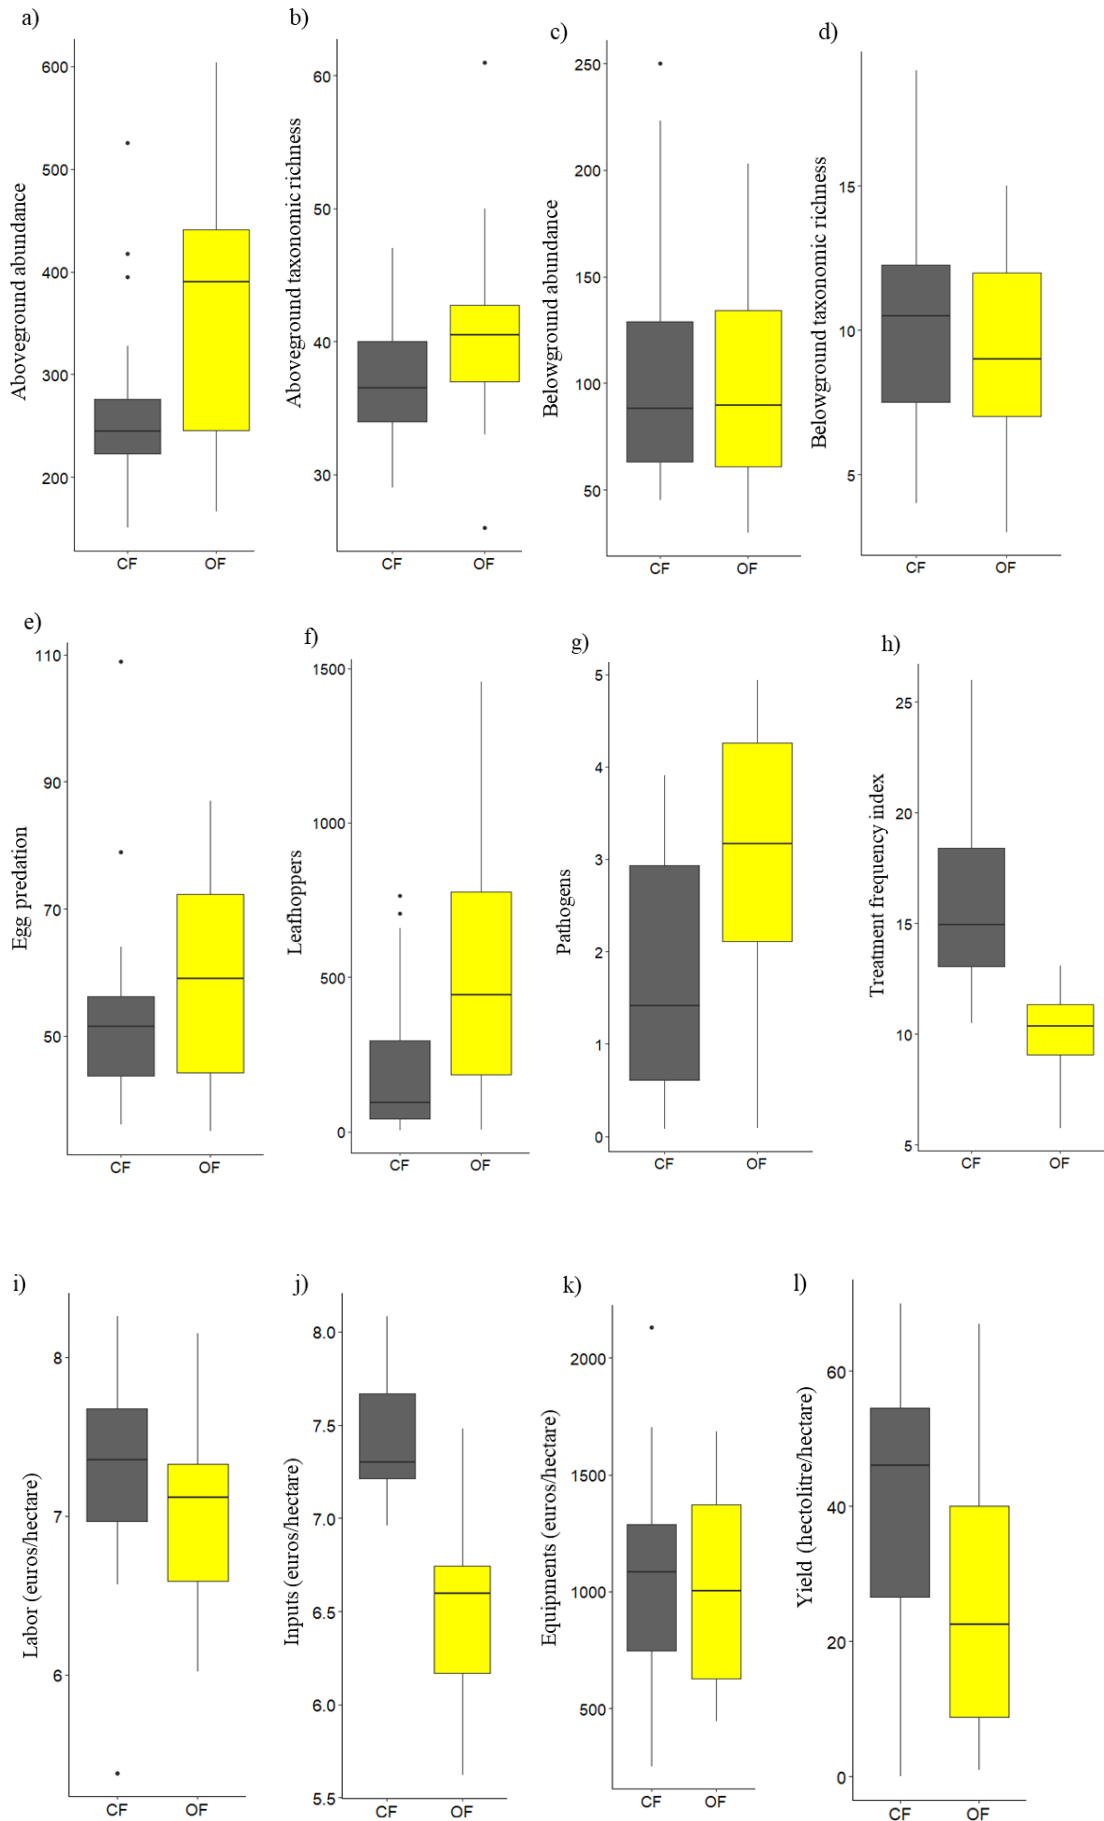 a)
Aboveground abundance
600
500
400
300
200
CF OF
b)
Aboveground taxonomic richness
60
50
40
30
CF OF
c)
Belowground abundance
250
200
150
100
50
CF OF
d)
Belowground taxonomic richness
15
10
5
CF OF
e)
Egg predation
110
90
70
50
CF OF
f)
Leafhoppers
1500
1000
500
0
CF OF
g)
Pathogens
5
4
3
2
1
0
CF OF
h)
Treatment frequency index
25
20
15
10
5
CF OF
i)
Labor (euros/hectare)
8
7
6
CF OF
j)
Inputs (euros/hectare)
8.0
7.5
7.0
6.5
6.0
5.5
CF OF
k)
Equipments (euros/hectare)
2000
1500
1000
500
CF OF
l)
Yield (hectolitre/hectare)
60
40
20
0
CF OF